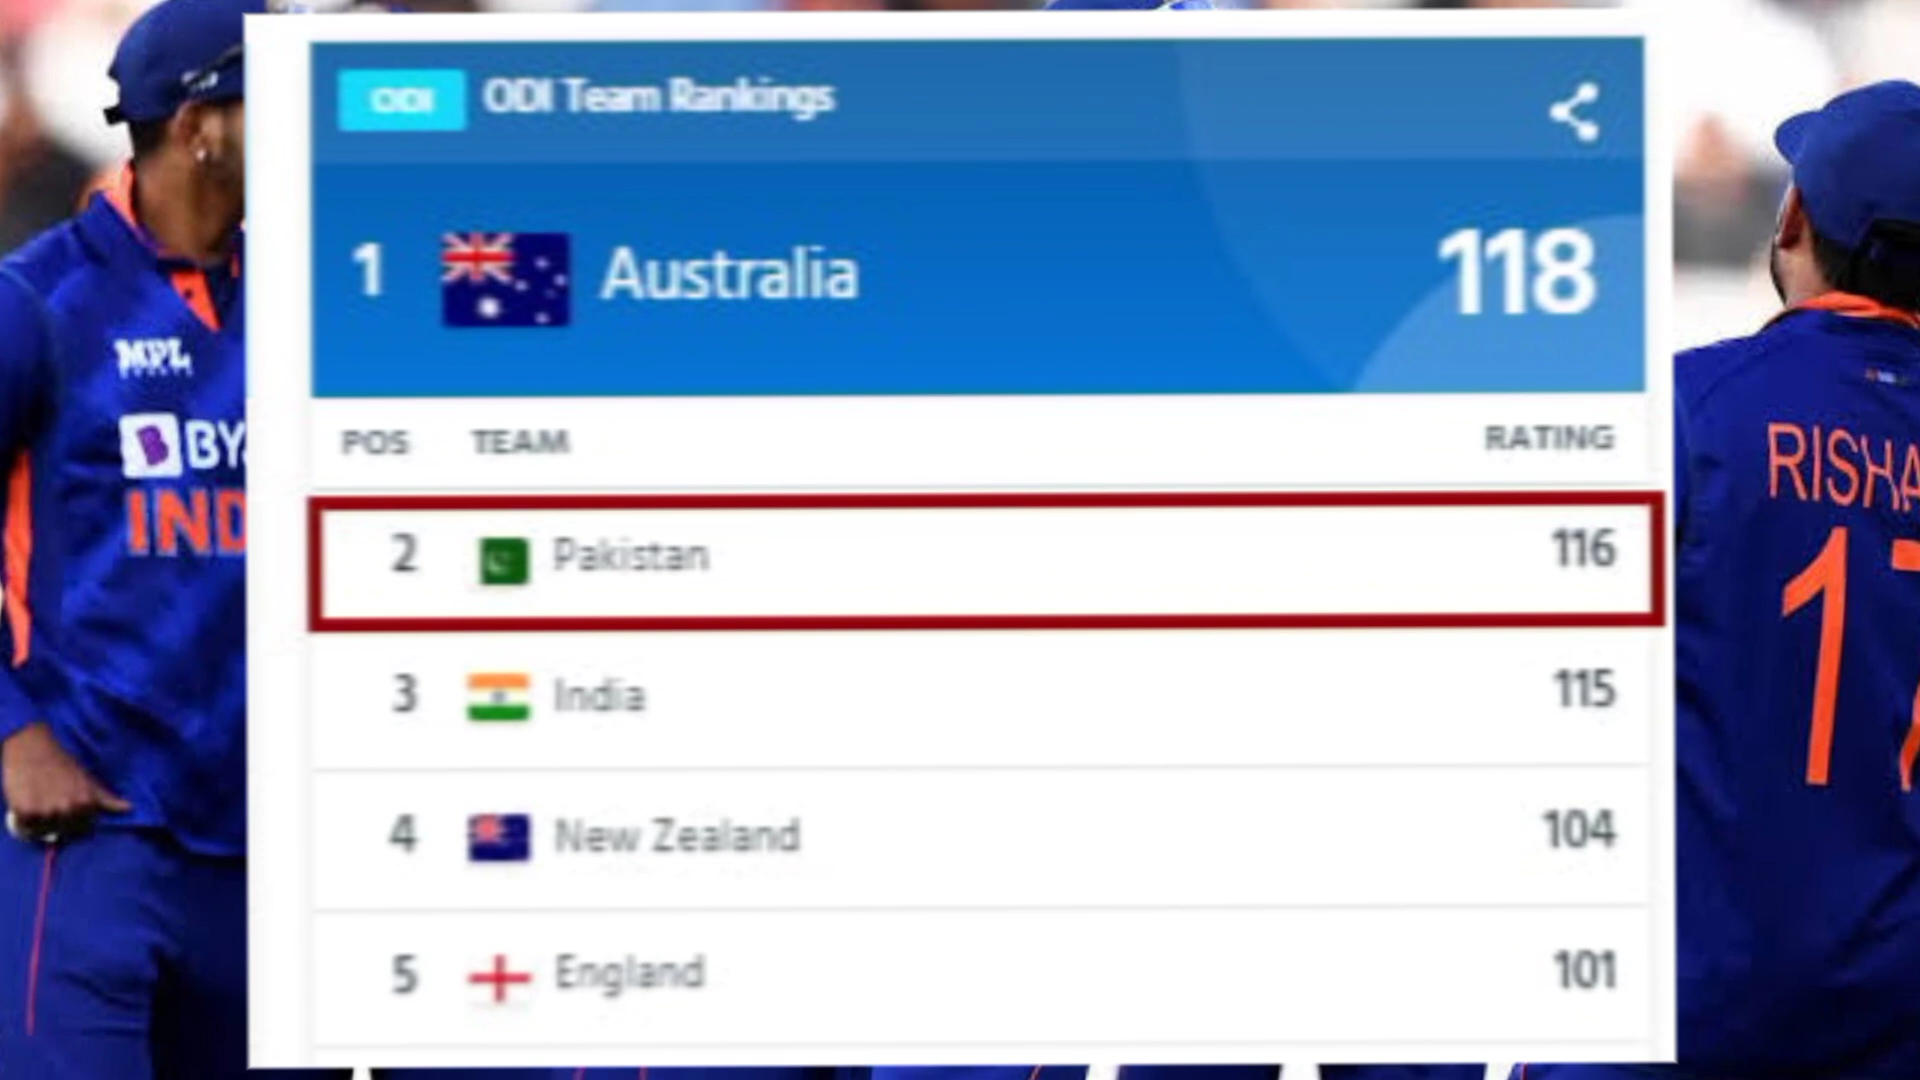 ODI ODI Team Rankings
1 Australia 118
POS TEAM RATING
2 Pakistan 116
3 India 115
4 New Zealand 104
5 England 101
MPL
BY
IND
RISHA
17